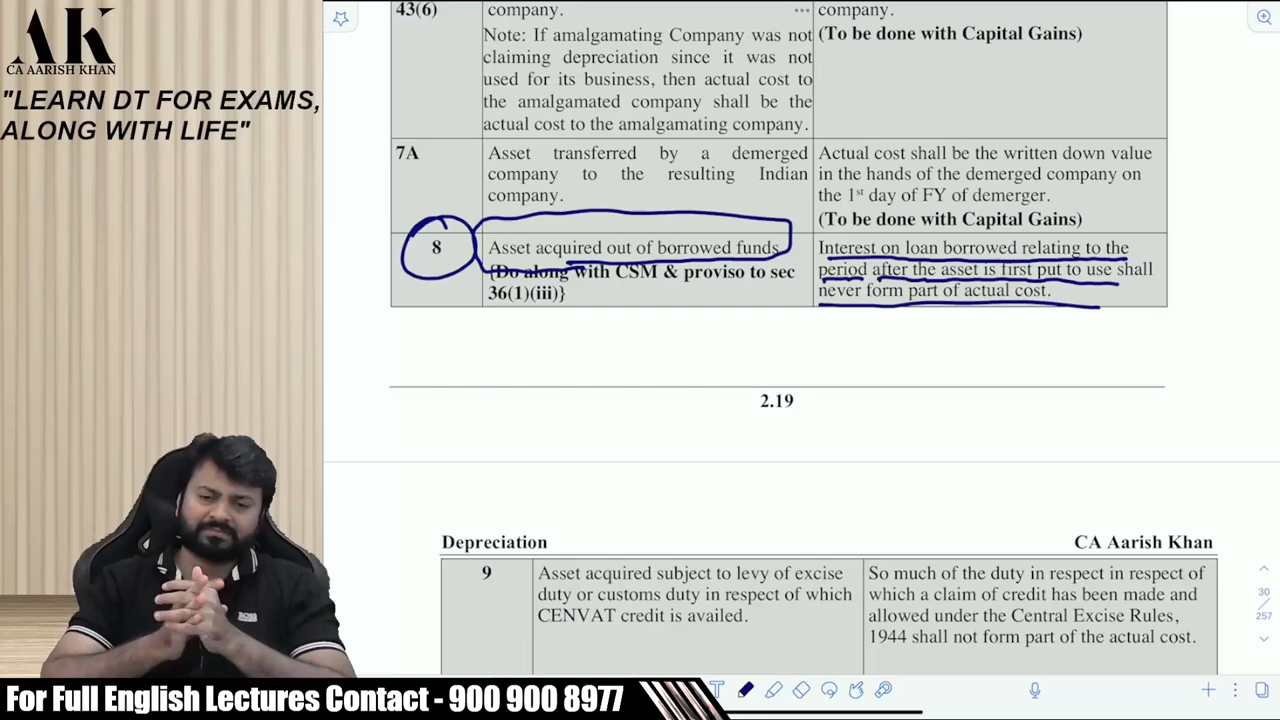 AK
CA AARISH KHAN
"LEARN DT FOR EXAMS,
ALONG WITH LIFE"
43(6)
company.
Note: If amalgamating Company was not
claiming depreciation since it was not
used for its business, then actual cost to
the amalgamated company shall be the
actual cost to the amalgamating company.
company.
(To be done with Capital Gains)
7A
Asset transferred by a demerged
company to the resulting Indian
company.
Actual cost shall be the written down value
in the hands of the demerged company on
the 1st day of FY of demerger.
(To be done with Capital Gains)
8
Asset acquired out of borrowed funds
{Do along with CSM & proviso to sec
36(1)(iii)}
Interest on loan borrowed relating to the
period after the asset is first put to use shall
never form part of actual cost.
2.19
Depreciation
CA Aarish Khan
9
Asset acquired subject to levy of excise
duty or customs duty in respect of which
CENVAT credit is availed.
So much of the duty in respect in respect of
which a claim of credit has been made and
allowed under the Central Excise Rules,
1944 shall not form part of the actual cost.
30
257
For Full English Lectures Contact - 900 900 8977